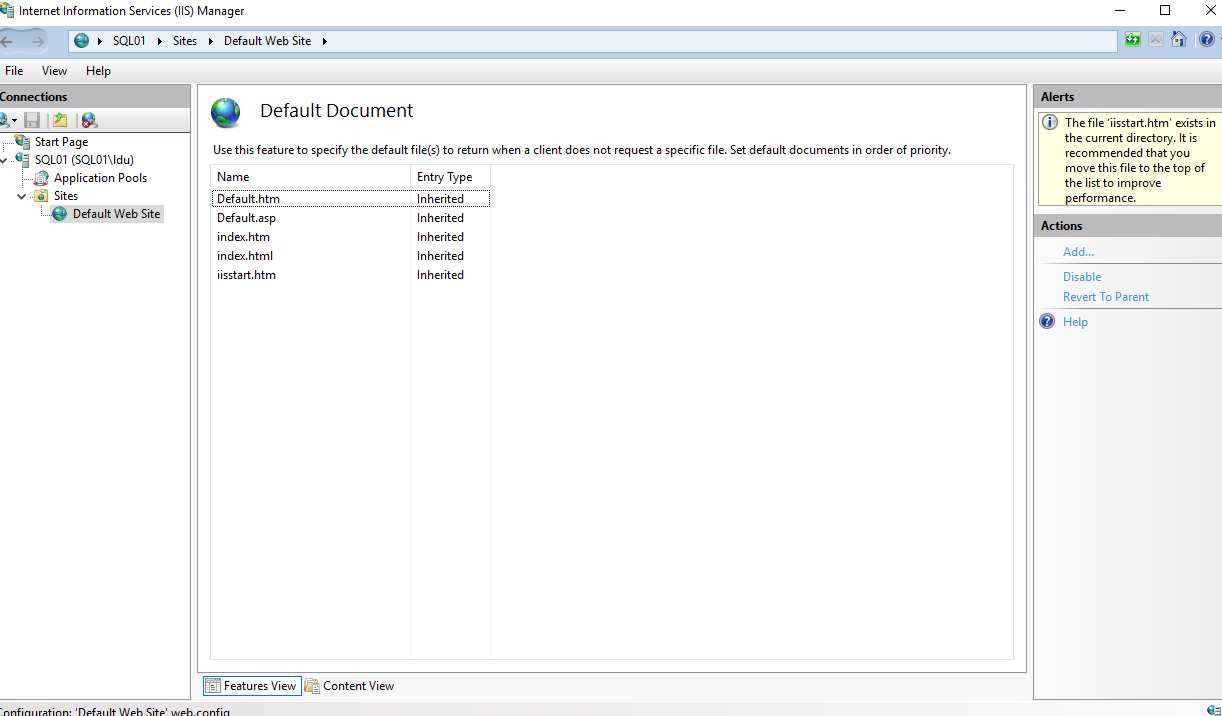 Internet Information Services (IIS) Manager
SQL01 Sites Default Web Site
File View Help
Connections
Start Page
SQL01 (SQL01\ldu)
Application Pools
Sites
Default Web Site
Default Document
Use this feature to specify the default file(s) to return when a client does not request a specific file. Set default documents in order of priority.
Name Entry Type
Default.htm Inherited
Default.asp Inherited
index.htm Inherited
index.html Inherited
iisstart.htm Inherited
Features View Content View
Alerts
The file 'iisstart.htm' exists in
the current directory. It is
recommended that you
move this file to the top of
the list to improve
performance.
Actions
Add...
Disable
Revert To Parent
Help
Configuration: 'Default Web Site' web.config